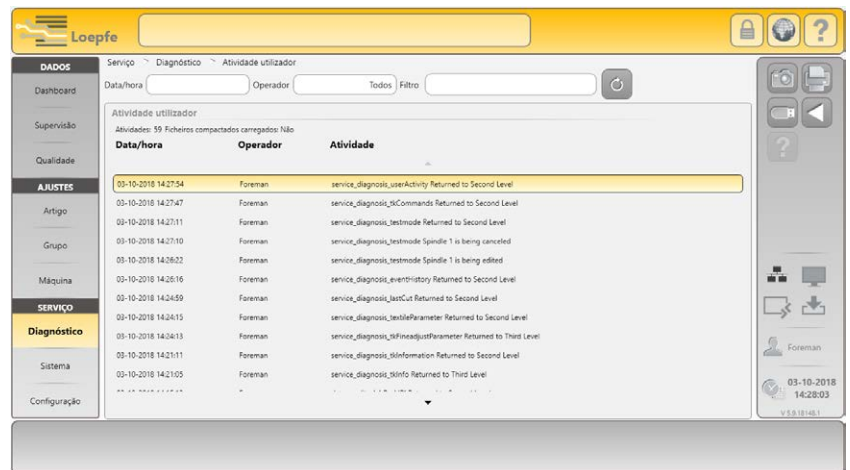 Loepfe
?
DADOS
Dashboard
Supervisão
Qualidade
AJUSTES
Artigo
Grupo
Máquina
SERVIÇO
Diagnóstico
Sistema
Configuração
Serviço > Diagnóstico > Atividade utilizador
Data/hora Operador Todos Filtro
Atividade utilizador
Atividades: 59 Ficheiros compactados carregados: Não
Data/hora Operador Atividade
03-10-2018 14:27:54 Foreman service_diagnosis_userActivity Returned to Second Level
03-10-2018 14:27:47 Foreman service_diagnosis_tkCommands Returned to Second Level
03-10-2018 14:27:11 Foreman service_diagnosis_testmode Returned to Second Level
03-10-2018 14:27:10 Foreman service_diagnosis_testmode Spindle 1 is being canceled
03-10-2018 14:26:22 Foreman service_diagnosis_testmode Spindle 1 is being edited
03-10-2018 14:26:16 Foreman service_diagnosis_eventHistory Returned to Second Level
03-10-2018 14:24:59 Foreman service_diagnosis_lastCut Returned to Second Level
03-10-2018 14:24:15 Foreman service_diagnosis_textileParameter Returned to Second Level
03-10-2018 14:24:13 Foreman service_diagnosis_tkFineadjustParameter Returned to Third Level
03-10-2018 14:21:11 Foreman service_diagnosis_tkInformation Returned to Second Level
03-10-2018 14:21:05 Foreman service_diagnosis_tkInfo Returned to Third Level
?
Foreman
03-10-2018
14:28:03